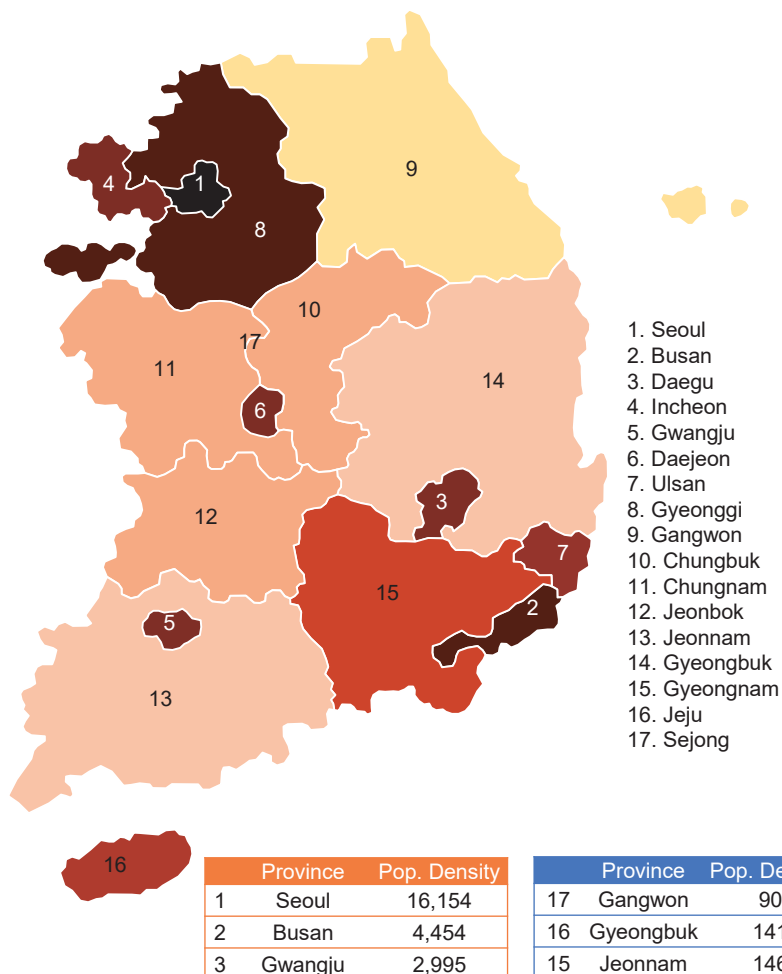 9
4
1
8
10
17
11
14
6
3
12
7
15
2
5
13
16
1. Seoul
2. Busan
3. Daegu
4. Incheon
5. Gwangju
6. Daejeon
7. Ulsan
8. Gyeonggi
9. Gangwon
10. Chungbuk
11. Chungnam
12. Jeonbok
13. Jeonnam
14. Gyeongbuk
15. Gyeongnam
16. Jeju
17. Sejong
Province Pop. Density
1 Seoul 16,154
2 Busan 4,454
3 Gwangju 2,995
Province Pop.
17 Gangwon 90
16 Gyeongbuk
15 Jeonnam